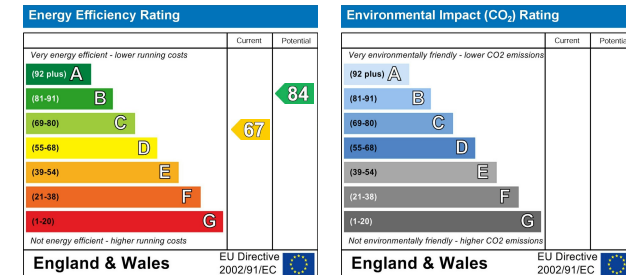 Energy Efficiency Rating
Current Potential
Very energy efficient - lower running costs
(92 plus) A
(81-91) B
84
(69-80) C
67
(55-68) D
(39-54) E
(21-38) F
(1-20) G
Not energy efficient - higher running costs
England & Wales
EU Directive
2002/91/EC
Environmental Impact (CO₂) Rating
Current Potential
Very environmentally friendly - lower CO2 emissions
(92 plus) A
(81-91) B
(69-80) C
(55-68) D
(39-54) E
(21-38) F
(1-20) G
Not environmentally friendly - higher CO2 emissions
England & Wales
EU Directive
2002/91/EC